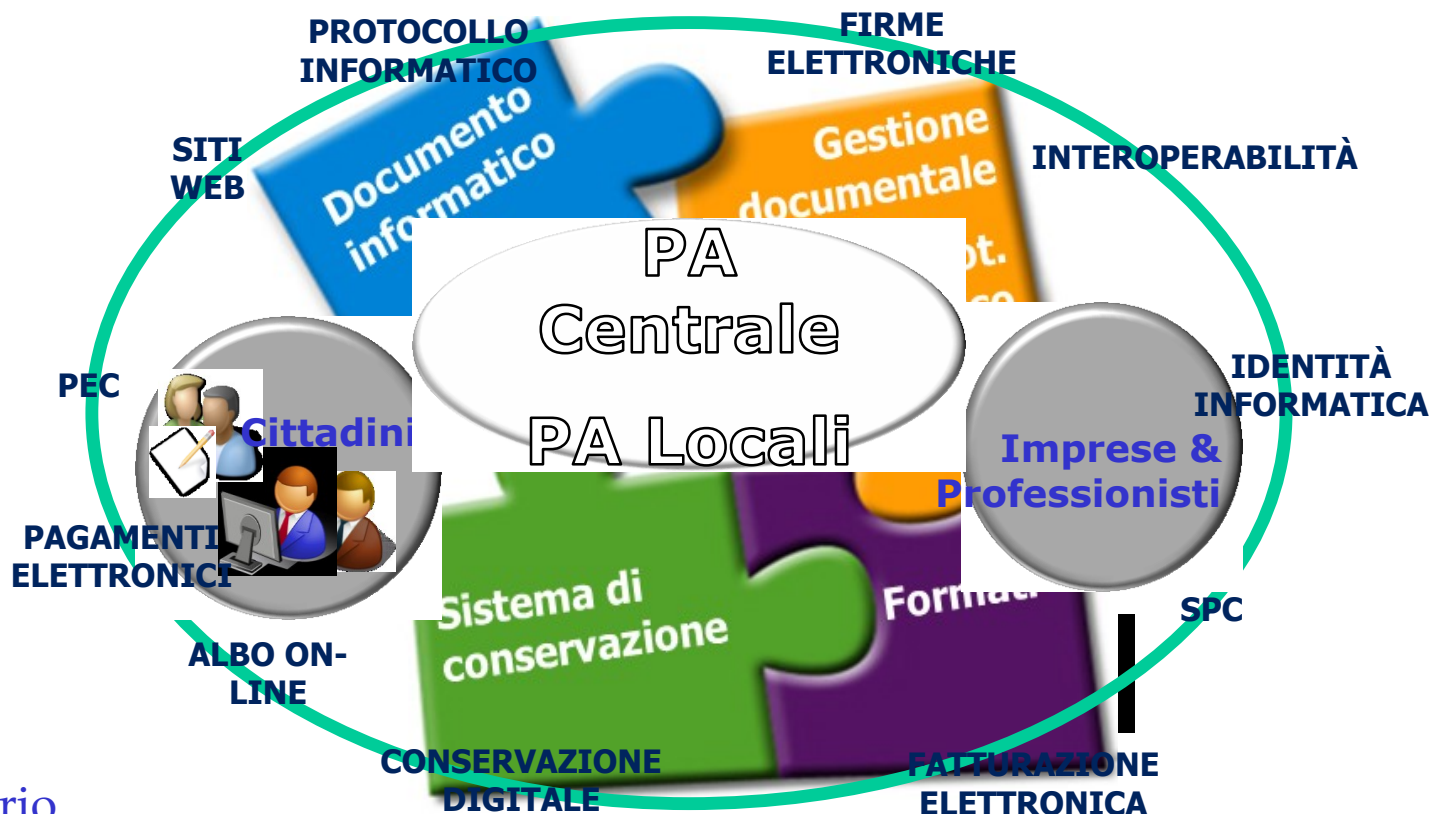 PROTOCOLLO
INFORMATICO
FIRME
ELETTRONICHE
SITI
WEB
Documento
informatico
Gestione
documentale
INTEROPERABILITÀ
PA
Centrale
PA Locali
PEC
Cittadini
IDENTITÀ
INFORMATICA
Imprese &
Professionisti
PAGAMENTI
ELETTRONICI
Sistema di
conservazione
Formati
SPC
ALBO ON-
LINE
CONSERVAZIONE
DIGITALE
FATTURAZIONE
ELETTRONICA